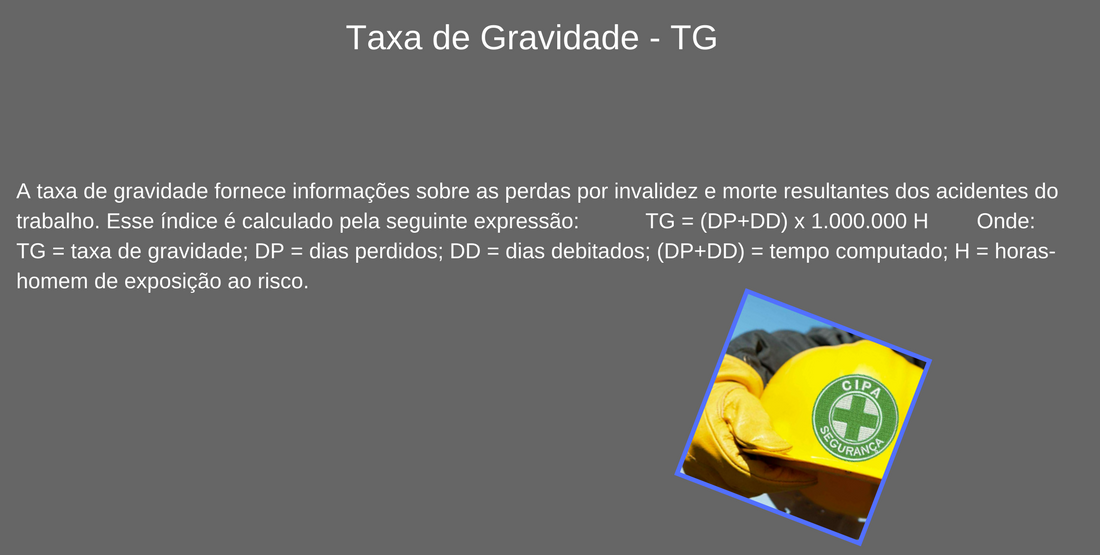 Taxa de Gravidade - TG
A taxa de gravidade fornece informações sobre as perdas por invalidez e morte resultantes dos acidentes do
trabalho. Esse índice é calculado pela seguinte expressão: TG = (DP+DD) x 1.000.000 H Onde:
TG = taxa de gravidade; DP = dias perdidos; DD = dias debitados; (DP+DD) = tempo computado; H = horas-
homem de exposição ao risco.
CIPA
SEGURANÇA